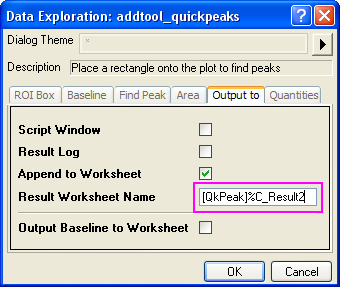 Data Exploration: addtool_quickpeaks
Dialog Theme *
Description Place a rectangle onto the plot to find peaks
ROI Box Baseline Find Peak Area Output to Quantities
Script Window
Result Log
Append to Worksheet
Result Worksheet Name [QkPeak]%C_Result2
Output Baseline to Worksheet
OK Cancel